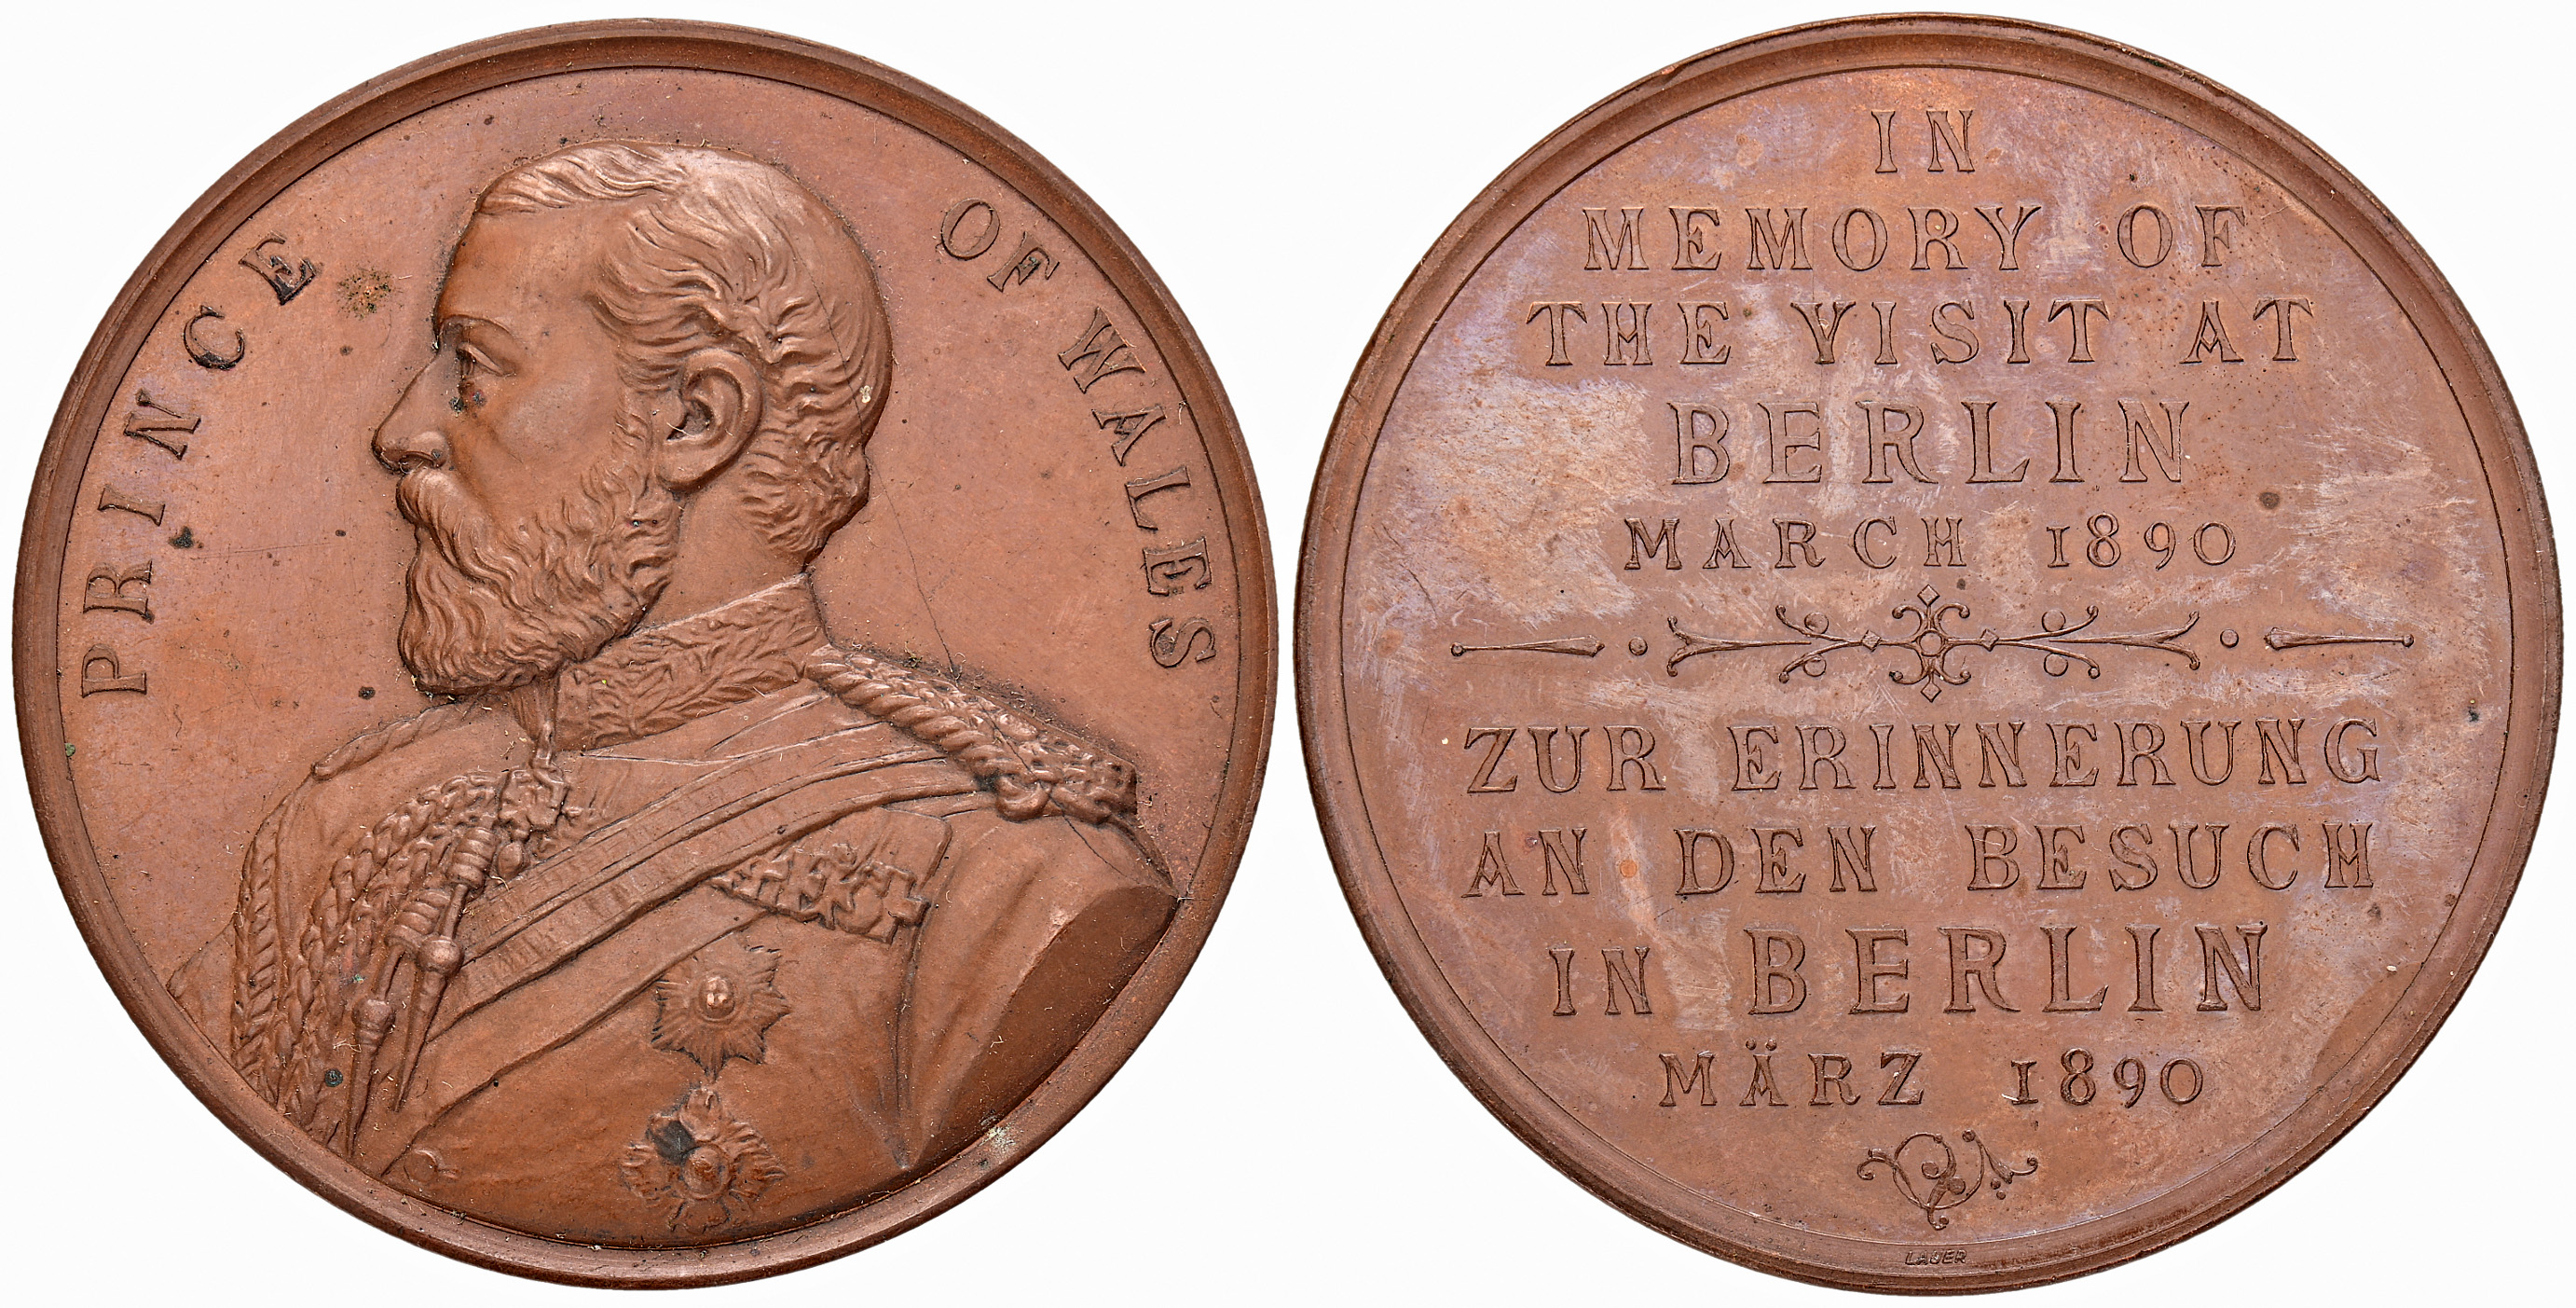 PRINCE OF WALES
IN
MEMORY OF
THE VISIT AT
BERLIN
MARCH 1890
ZUR ERINNERUNG
AN DEN BESUCH
IN BERLIN
MÄRZ 1890
LAUER